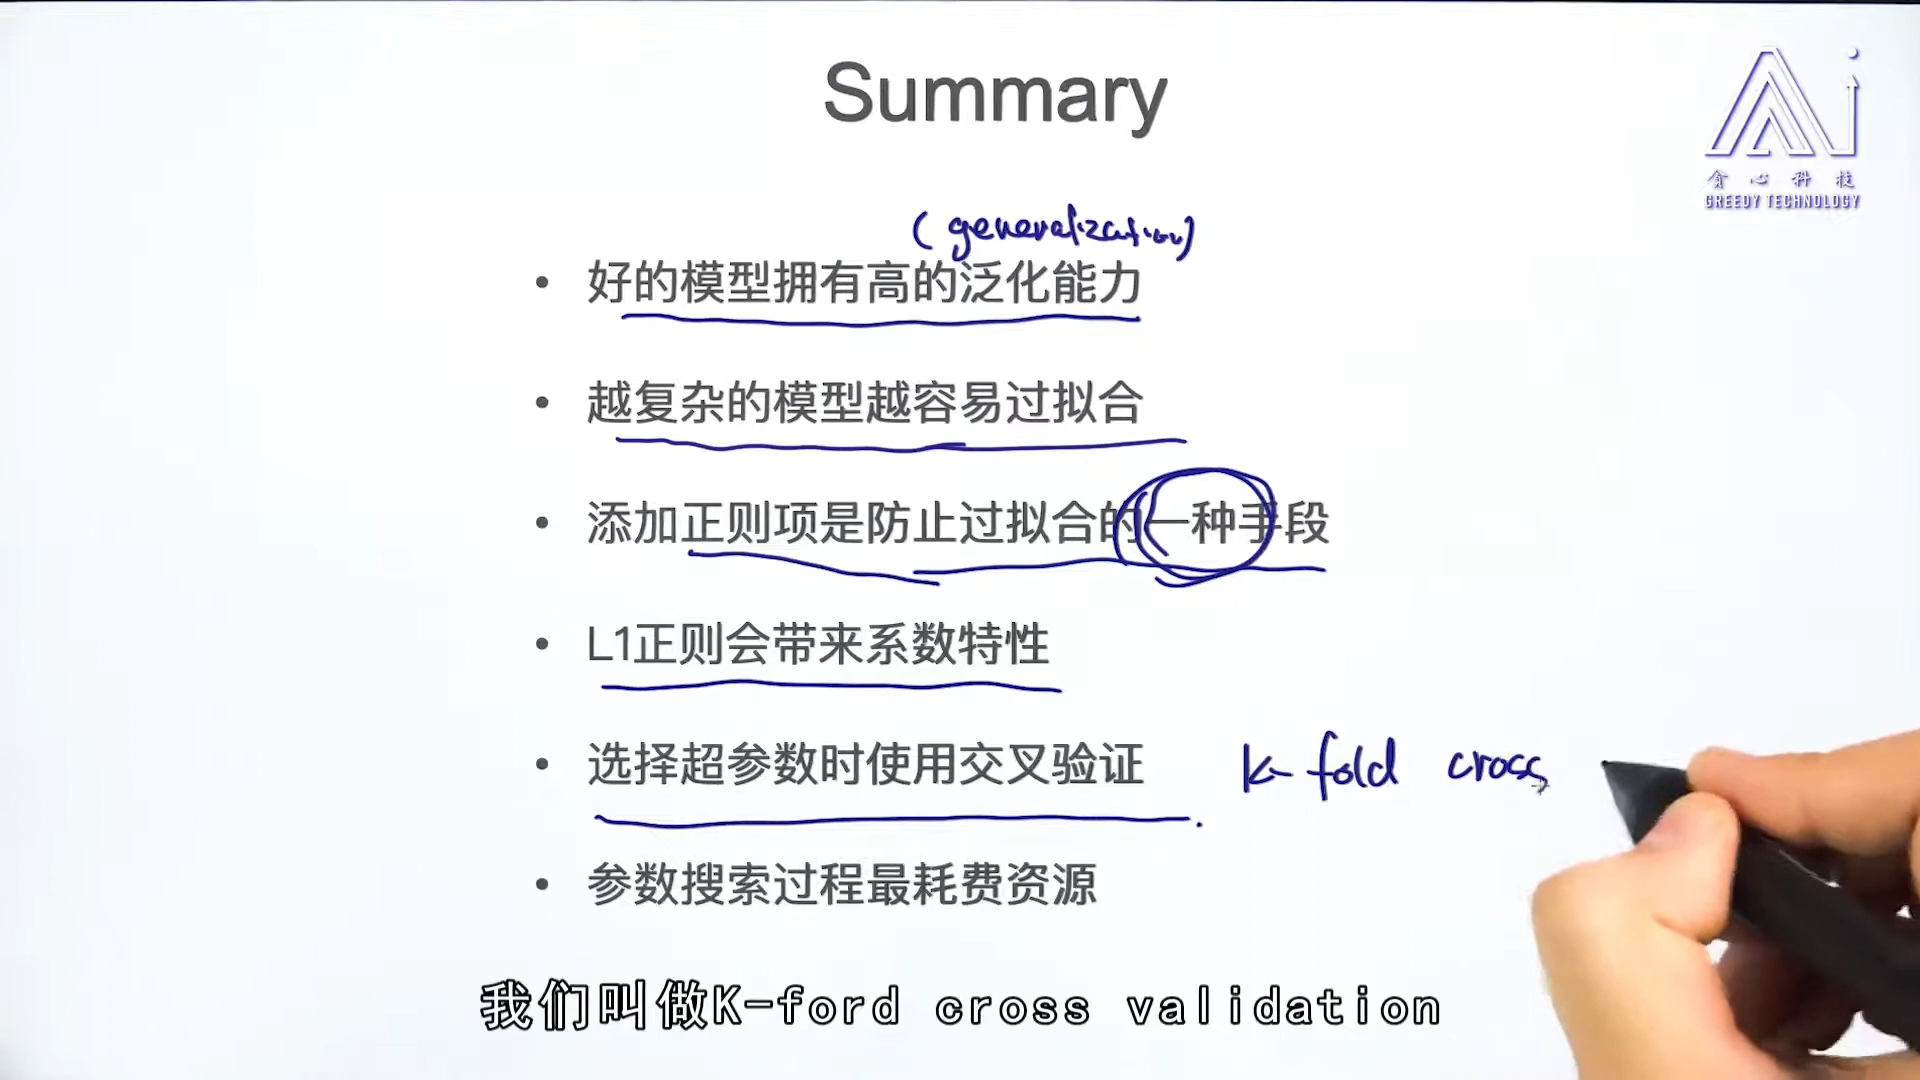 Summary
贪心科技
GREEDY TECHNOLOGY
(generalization)
• 好的模型拥有高的泛化能力
• 越复杂的模型越容易过拟合
• 添加正则项是防止过拟合的一种手段
• L1正则会带来系数特性
• 选择超参数时使用交叉验证 K-fold cross
• 参数搜索过程最耗费资源
我们叫做K-ford cross validation